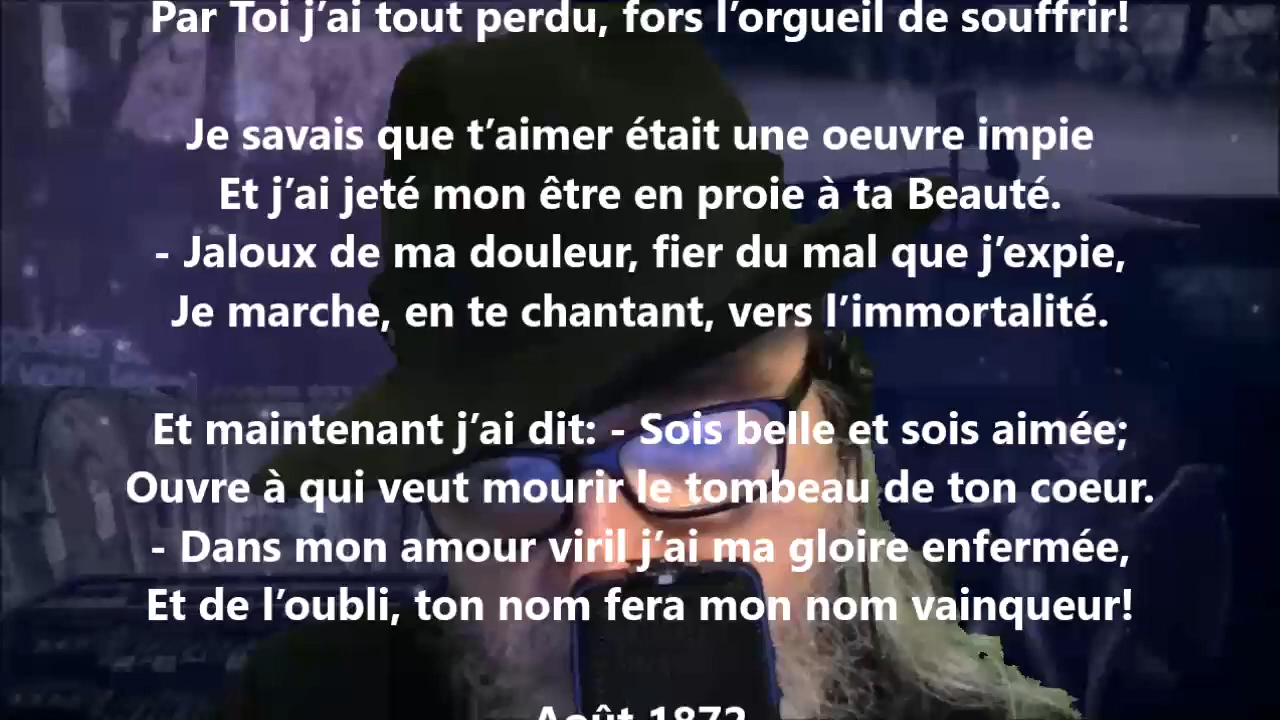 Par Toi j’ai tout perdu, fors l’orgueil de souffrir!
Je savais que t’aimer était une oeuvre impie
Et j’ai jeté mon être en proie à ta Beauté.
- Jaloux de ma douleur, fier du mal que j’expie,
Je marche, en te chantant, vers l’immortalité.
Et maintenant j’ai dit: - Sois belle et sois aimée;
Ouvre à qui veut mourir le tombeau de ton coeur.
- Dans mon amour viril j’ai ma gloire enfermée,
Et de l’oubli, ton nom fera mon nom vainqueur!
Août 1872